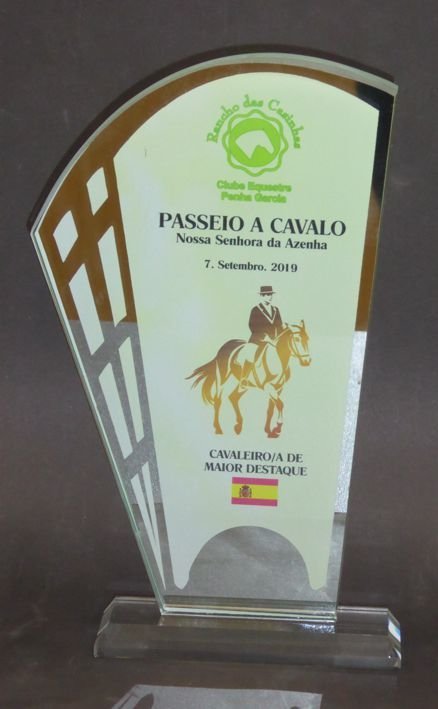 Rancho das Casinhas
Clube Equestre
Penha Garcia
PASSEIO A CAVALO
Nossa Senhora da Azenha
7. Setembro. 2019
CAVALEIRO/A DE
MAIOR DESTAQUE